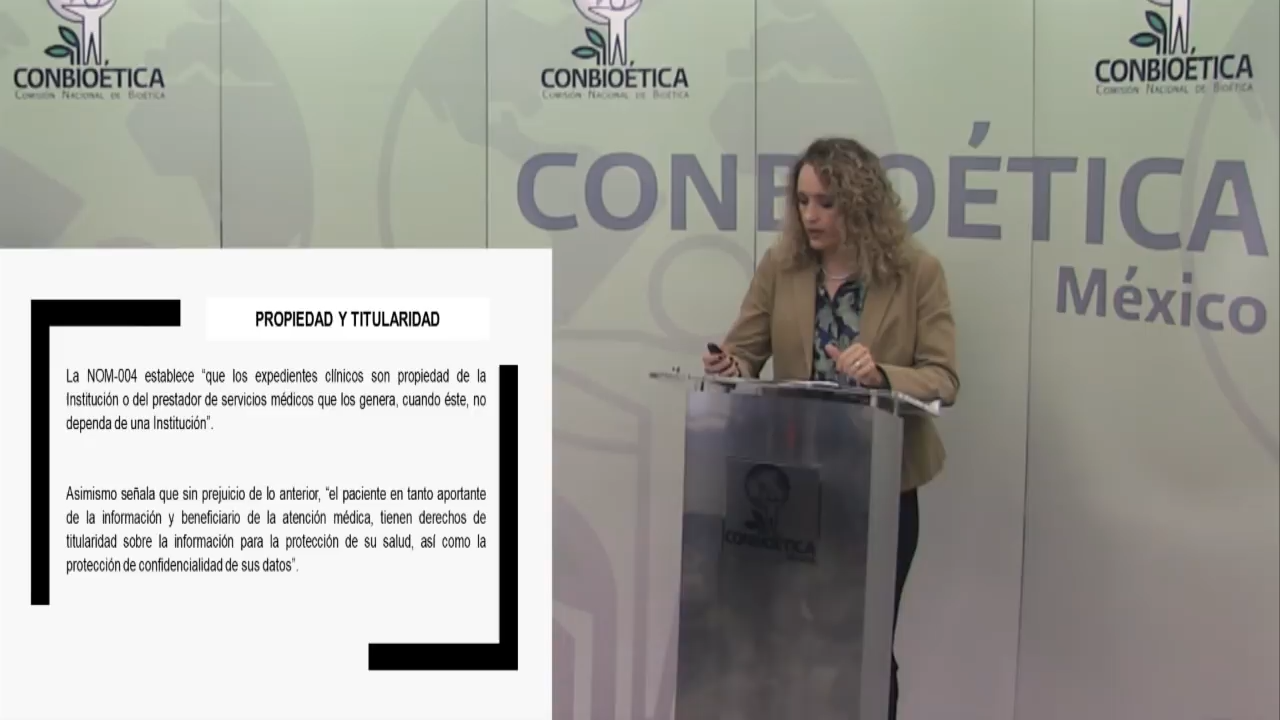 CONBIOÉTICA
COMISIÓN NACIONAL DE BIOÉTICA
CONBIOÉTICA
COMISIÓN NACIONAL DE BIOÉTICA
CONBIOÉTICA
COMISIÓN NACIONAL DE BIOÉTICA
CONBIOÉTICA
México
PROPIEDAD Y TITULARIDAD
La NOM-004 establece “que los expedientes clínicos son propiedad de la
Institución o del prestador de servicios médicos que los genera, cuando éste, no
dependa de una Institución”.
Asimismo señala que sin prejuicio de lo anterior, “el paciente en tanto aportante
de la información y beneficiario de la atención médica, tienen derechos de
titularidad sobre la información para la protección de su salud, así como la
protección de confidencialidad de sus datos”.
CONBIOÉTICA